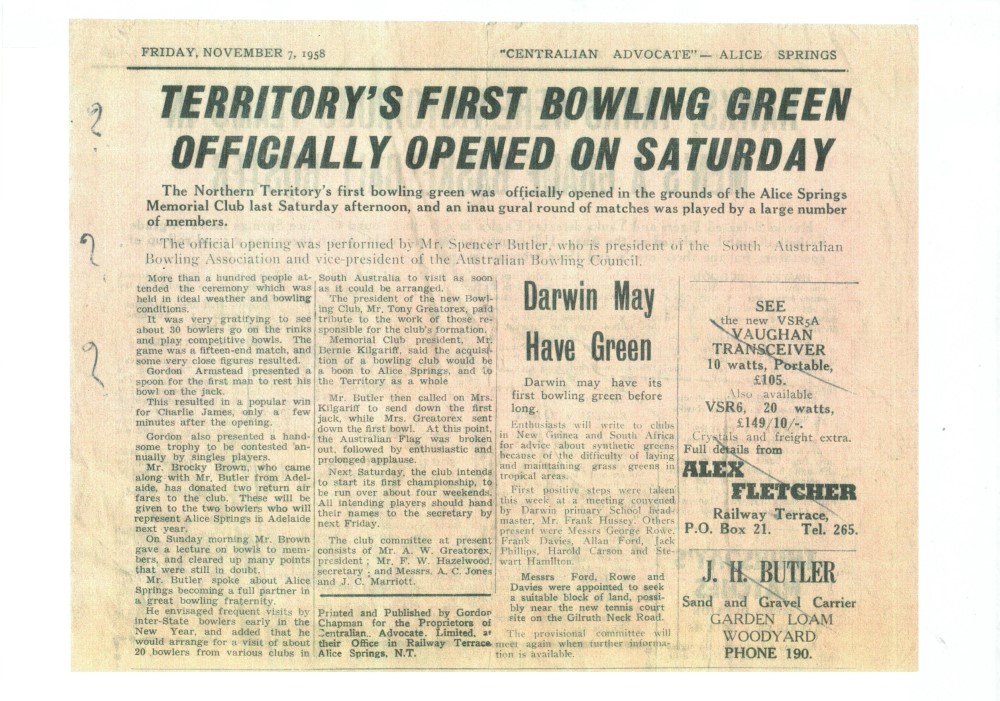 FRIDAY, NOVEMBER 7, 1958
"CENTRALIAN ADVOCATE" — ALICE SPRINGS
TERRITORY'S FIRST BOWLING GREEN
OFFICIALLY OPENED ON SATURDAY
The Northern Territory's first bowling green was officially opened in the grounds of the Alice Springs
Memorial Club last Saturday afternoon, and an inau gural round of matches was played by a large number
of members.
The official opening was performed by Mr. Spencer Butler, who is president of the South Australian
Bowling Association and vice-president of the Australian Bowling Council.
More than a hundred people at-
tended the ceremony which was
held in ideal weather and bowling
conditions.
It was very gratifying to see
about 30 bowlers go on the rinks
and play competitive bowls. The
game was a fifteen-end match, and
some very close figures resulted.
Gordon Armstead presented a
spoon for the first man to rest his
bowl on the jack.
This resulted in a popular win
for Charlie James, only a few
minutes after the opening.
Gordon also presented a hand-
some trophy to be contested an-
nually by singles players.
Mr. Brocky Brown, who came
along with Mr. Butler from Adel-
aide, has donated two return air
fares to the club. These will be
given to the two bowlers who will
represent Alice Springs in Adelaide
next year.
On Sunday morning Mr. Brown
gave a lecture on bowls to mem-
bers, and cleared up many points
that were still in doubt.
Mr. Butler spoke about Alice
Springs becoming a full partner in
a great bowling fraternity.
He envisaged frequent visits by
inter-State bowlers early in the
New Year, and added that he
would arrange for a visit of about
20 bowlers from various clubs in
South Australia to visit as soon
as it could be arranged.
The president of the new Bowl-
ing Club, Mr. Tony Greatorex, paid
tribute to the work of those re-
sponsible for the club's formation.
Memorial Club president, Mr.
Bernie Kilgariff, said the acquisi-
tion of a bowling club would be
a boon to Alice Springs, and to
the Territory as a whole
Mr. Butler then called on Mrs.
Kilgariff to send down the first
jack, while Mrs. Greatorex sent
down the first bowl. At this point,
the Australian Flag was broken
out, followed by enthusiastic and
prolonged applause.
Next Saturday, the club intends
to start its first championship, to
be run over about four weekends.
All intending players should hand
their names to the secretary by
next Friday.
The club committee at present
consists of Mr. A. W. Greatorex,
president; Mr. F. W. Hazelwood,
secretary; and Messrs. A. C. Jones
and J. C. Marriott.
Printed and Published by Gordon
Chapman for the Proprietors of
Centralian Advocate. Limited, at
their Office in Railway Terrace
Alice Springs, N.T.
Darwin May
Have Green
Darwin may have its
first bowling green before
long.
Enthusiasts will write to clubs
in New Guinea and South Africa
for advice about synthetic greens
because of the difficulty of laying
and maintaining grass greens in
tropical areas.
First positive steps were taken
this week at a meeting convened
by Darwin primary School head-
master, Mr. Frank Hussey. Others
present were Messrs George Rowe,
Frank Davies, Allan Ford, Jack
Phillips, Harold Carson and Ste-
wart Hamilton.
Messrs Ford, Rowe and
Davies were appointed to seek
a suitable block of land, possi-
bly near the new tennis court
site on the Gilruth Neck Road.
The provisional committee will
meet again when further informa-
tion is available.
SEE
the new VSR5A
VAUGHAN
TRANSCEIVER
10 watts, Portable,
£105.
Also available
VSR6, 20 watts,
£149/10/-.
Crystals and freight extra.
Full details from
ALEX
FLETCHER
Railway Terrace,
P.O. Box 21. Tel. 265.
J. H. BUTLER
Sand and Gravel Carrier
GARDEN LOAM
WOODYARD
PHONE 190.
?
?
?